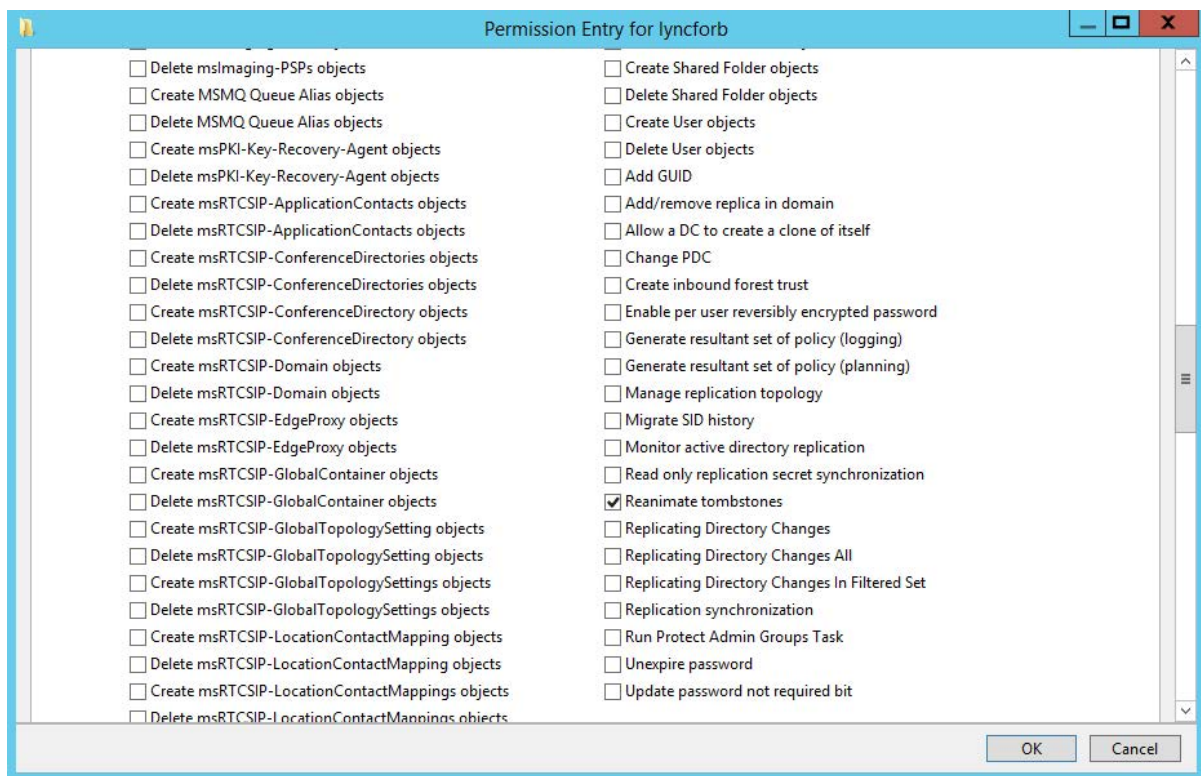 Permission Entry for lyncforb
Delete msImaging-PSPs objects
Create MSMQ Queue Alias objects
Delete MSMQ Queue Alias objects
Create msPKI-Key-Recovery-Agent objects
Delete msPKI-Key-Recovery-Agent objects
Create msRTCSIP-ApplicationContacts objects
Delete msRTCSIP-ApplicationContacts objects
Create msRTCSIP-ConferenceDirectories objects
Delete msRTCSIP-ConferenceDirectories objects
Create msRTCSIP-ConferenceDirectory objects
Delete msRTCSIP-ConferenceDirectory objects
Create msRTCSIP-Domain objects
Delete msRTCSIP-Domain objects
Create msRTCSIP-EdgeProxy objects
Delete msRTCSIP-EdgeProxy objects
Create msRTCSIP-GlobalContainer objects
Delete msRTCSIP-GlobalContainer objects
Create msRTCSIP-GlobalTopologySetting objects
Delete msRTCSIP-GlobalTopologySetting objects
Create msRTCSIP-GlobalTopologySettings objects
Delete msRTCSIP-GlobalTopologySettings objects
Create msRTCSIP-LocationContactMapping objects
Delete msRTCSIP-LocationContactMapping objects
Create msRTCSIP-LocationContactMappings objects
Delete msRTCSIP-LocationContactMappings objects
Create Shared Folder objects
Delete Shared Folder objects
Create User objects
Delete User objects
Add GUID
Add/remove replica in domain
Allow a DC to create a clone of itself
Change PDC
Create inbound forest trust
Enable per user reversibly encrypted password
Generate resultant set of policy (logging)
Generate resultant set of policy (planning)
Manage replication topology
Migrate SID history
Monitor active directory replication
Read only replication secret synchronization
Reanimate tombstones
Replicating Directory Changes
Replicating Directory Changes All
Replicating Directory Changes In Filtered Set
Replication synchronization
Run Protect Admin Groups Task
Unexpire password
Update password not required bit
OK
Cancel